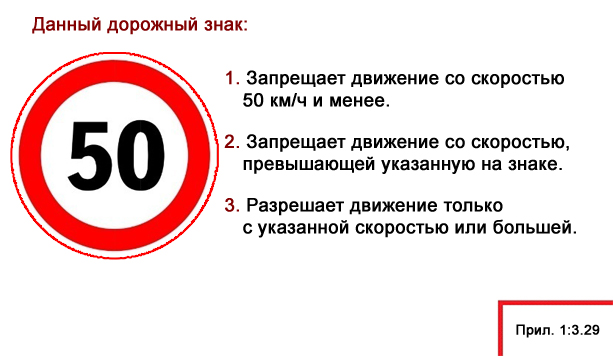 Данный дорожный знак:
50
1. Запрещает движение со скоростью
50 км/ч и менее.
2. Запрещает движение со скоростью,
превышающей указанную на знаке.
3. Разрешает движение только
с указанной скоростью или большей.
Прил. 1:3.29